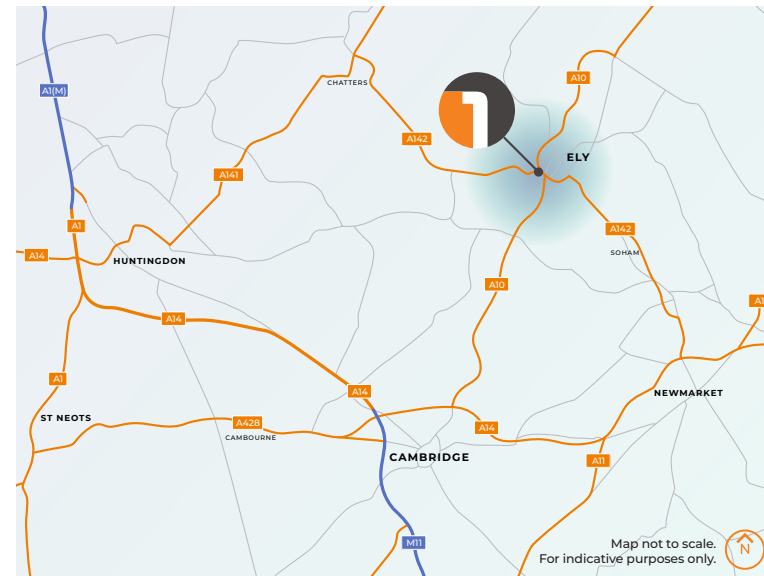 A1(M)
CHATTERS
A10
1
A142
ELY
A141
A1
A142
A14
HUNTINGDON
SOHAM
A10
A14
A1
A14
NEWMARKET
ST NEOTS
A428
A14
CAMBOURNE
CAMBRIDGE
A11
M11
Map not to scale.
For indicative purposes only.
N